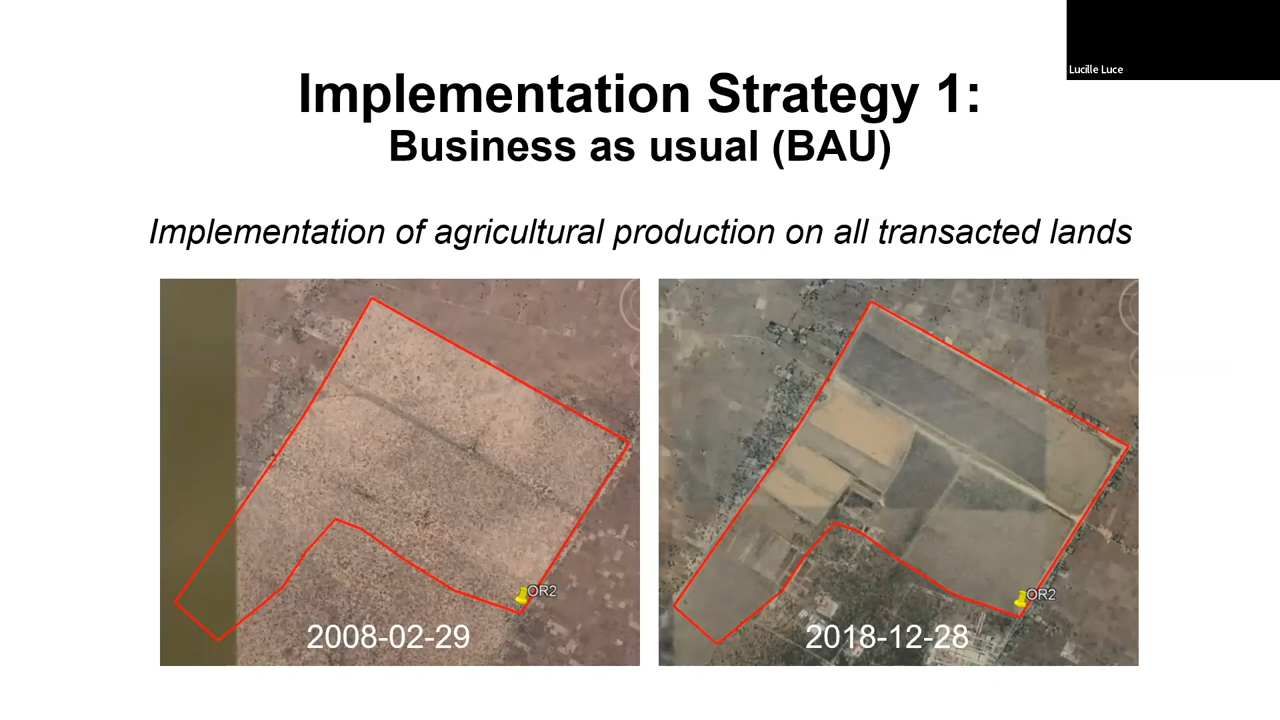 Lucille Luce
Implementation Strategy 1:
Business as usual (BAU)
Implementation of agricultural production on all transacted lands
OR2
2008-02-29
OR2
2018-12-28